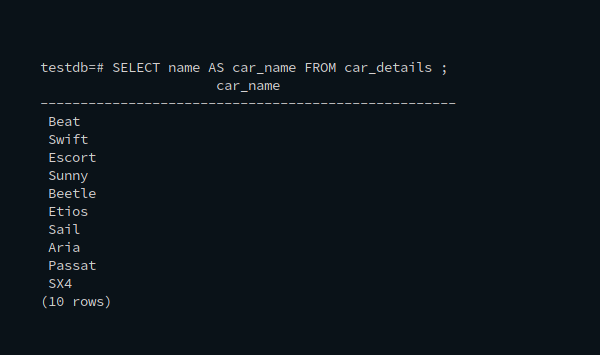 testdb=# SELECT name AS car_name FROM car_details ;
car_name
----------------------------------------------------
Beat
Swift
Escort
Sunny
Beetle
Etios
Sail
Aria
Passat
SX4
(10 rows)